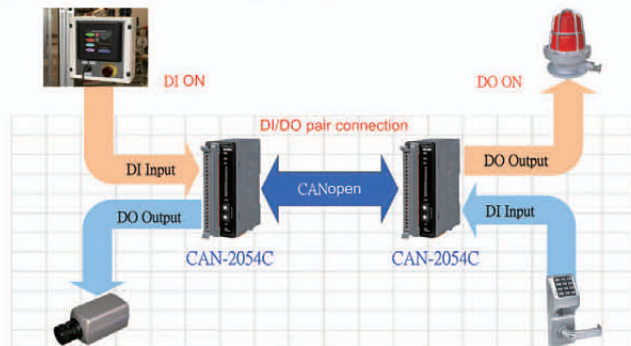 DI ON
DO ON
DI/DO pair connection
DI Input
DO Output
CANopen
DO Output
DI Input
CAN-2054C
CAN-2054C